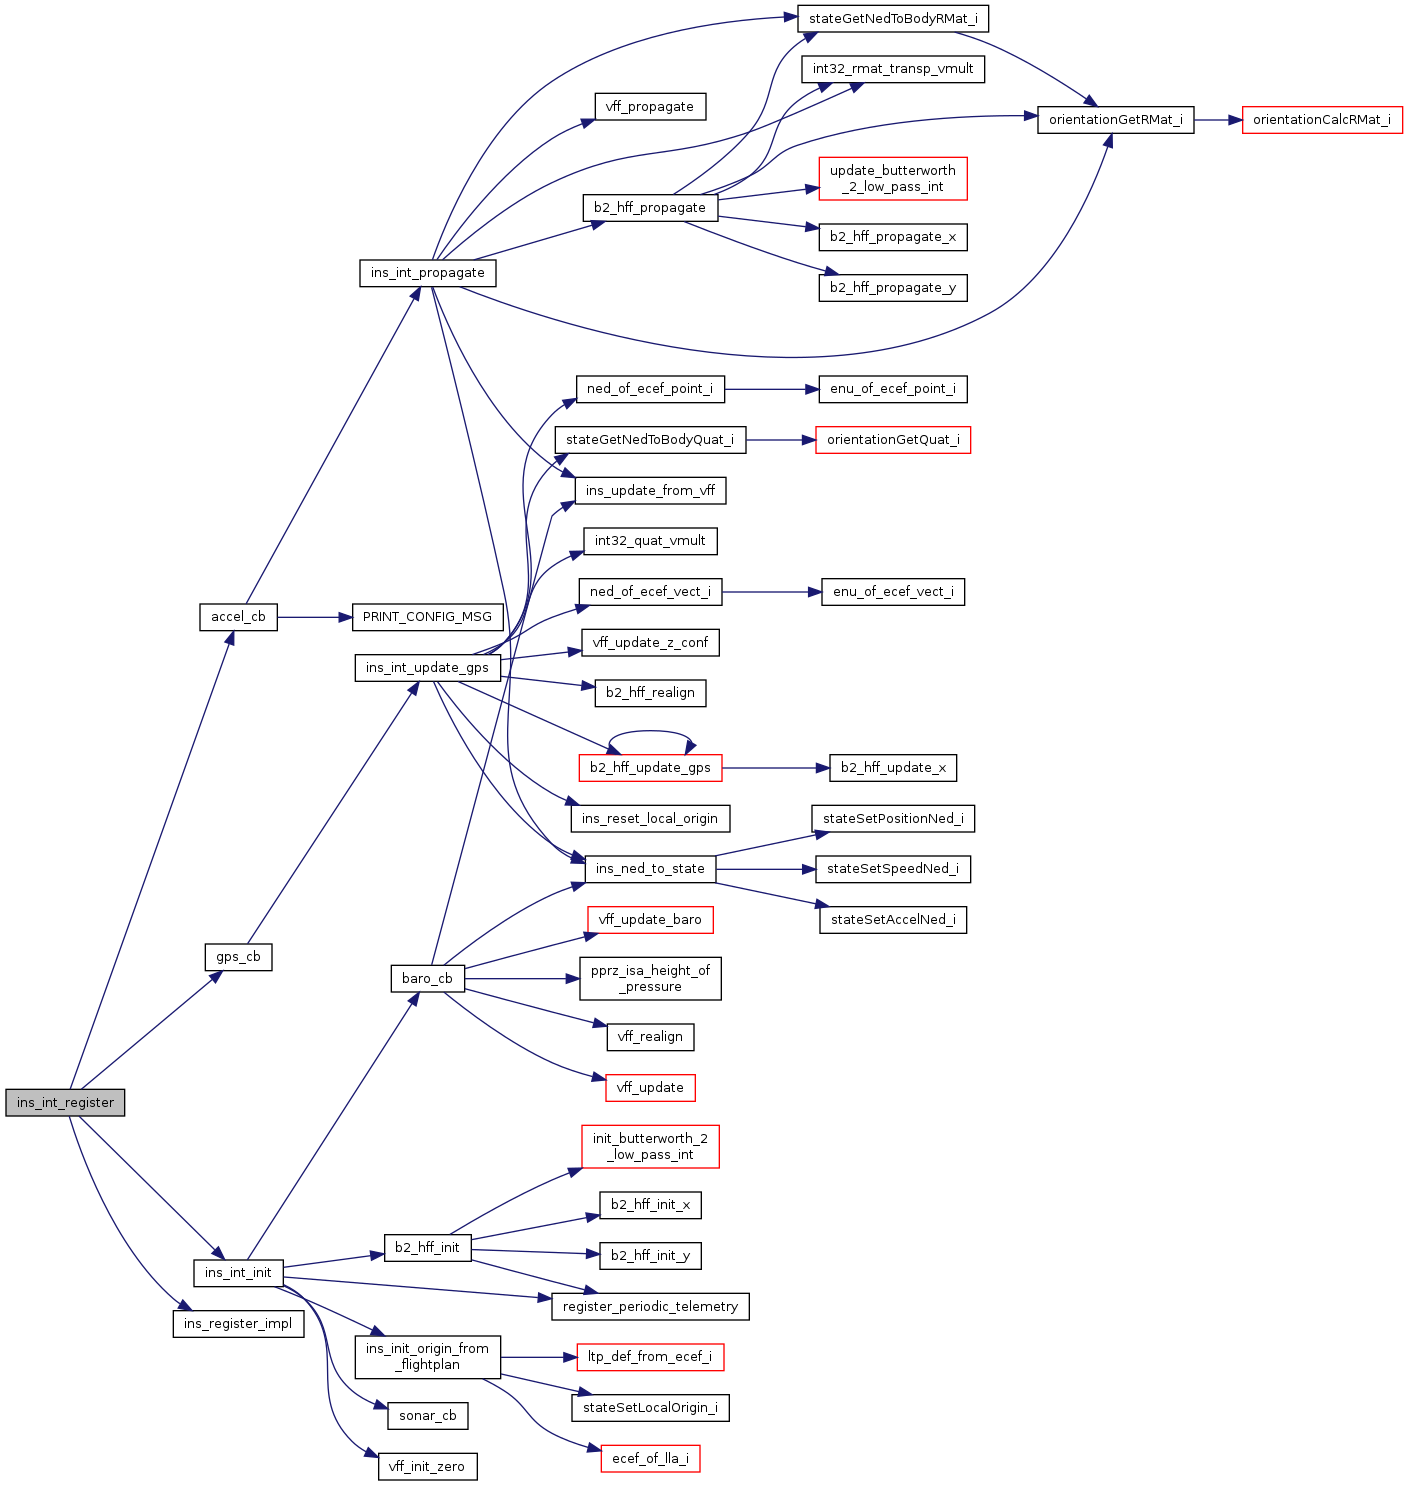 stateGetNedToBodyRMat_i
int32_rmat_transp_vmult
vff_propagate
orientationGetRMat_i
orientationCalcRMat_i
update_butterworth
_2_low_pass_int
b2_hff_propagate
b2_hff_propagate_x
ins_int_propagate
b2_hff_propagate_y
ned_of_ecef_point_i
enu_of_ecef_point_i
stateGetNedToBodyQuat_i
orientationGetQuat_i
ins_update_from_vff
int32_quat_vmult
ned_of_ecef_vect_i
enu_of_ecef_vect_i
accel_cb
PRINT_CONFIG_MSG
vff_update_z_conf
ins_int_update_gps
b2_hff_realign
b2_hff_update_gps
b2_hff_update_x
ins_reset_local_origin
stateSetPositionNed_i
ins_ned_to_state
stateSetSpeedNed_i
vff_update_baro
stateSetAccelNed_i
gps_cb
baro_cb
pprz_isa_height_of
_pressure
vff_realign
vff_update
ins_int_register
init_butterworth_2
_low_pass_int
b2_hff_init_x
b2_hff_init
b2_hff_init_y
ins_int_init
register_periodic_telemetry
ins_register_impl
ins_init_origin_from
_flightplan
ltp_def_from_ecef_i
stateSetLocalOrigin_i
sonar_cb
ecef_of_lla_i
vff_init_zero